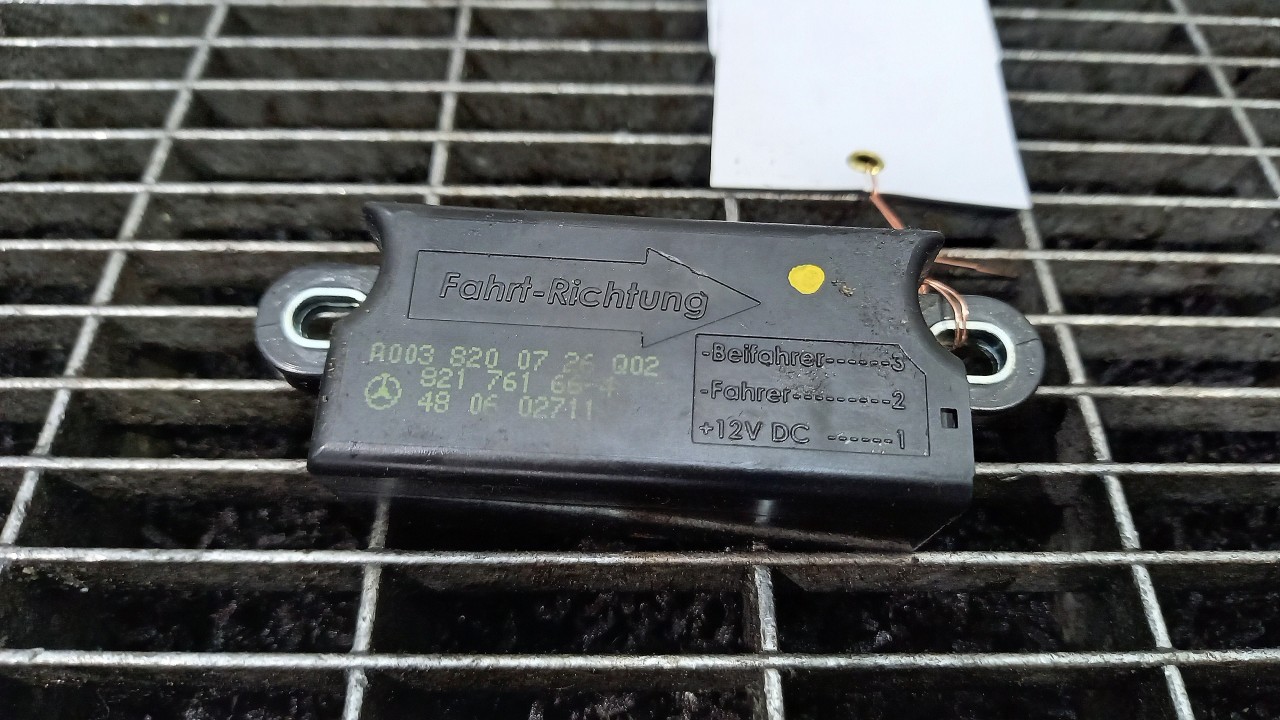 Fahrt-Richtung
A003 820 07 26 Q02
821 761 66-4
48 06 02711
-Beifahrer------3
-Fahrer---------2
+12V DC ------1